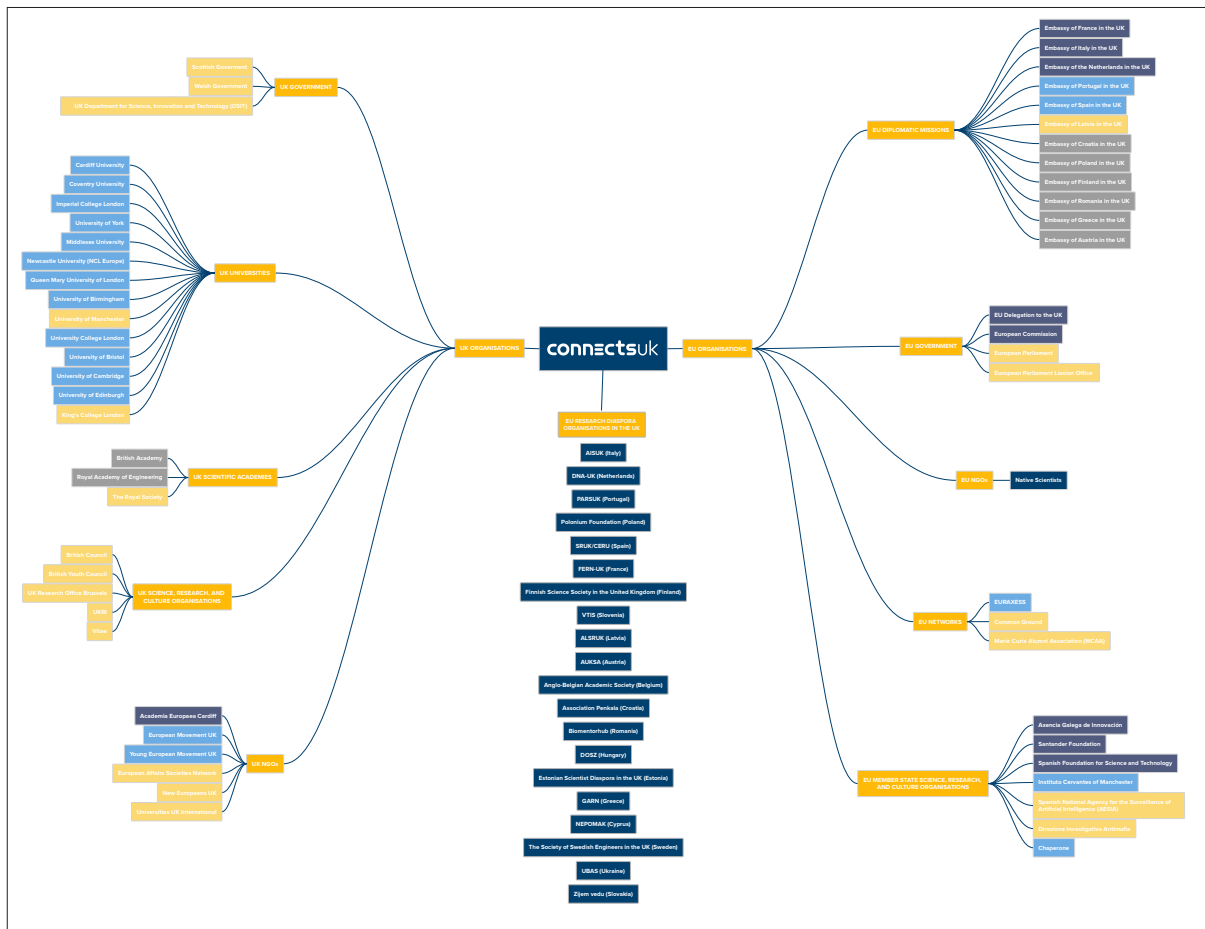 connectsuk
UK ORGANISATIONS
UK GOVERNMENT
Scottish Goverment
Welsh Government
UK Department for Science, Innovation and Technology (DSIT)
UK UNIVERSITIES
Cardiff University
Coventry University
Imperial College London
University of York
Middlesex University
Newcastle University (NCL Europe)
Queen Mary University of London
University of Birmingham
University of Manchester
University College London
University of Bristol
University of Cambridge
University of Edinburgh
King's College London
UK SCIENTIFIC ACADEMIES
British Academy
Royal Academy of Engineering
The Royal Society
UK SCIENCE, RESEARCH, AND
CULTURE ORGANISATIONS
British Council
British Youth Council
UK Research Office Brussels
UKRI
Vitae
UK NGOs
Academia Europaea Cardiff
European Movement UK
Young European Movement UK
European Affairs Societies Network
New Europeans UK
Universities UK International
EU RESEARCH DIASPORA
ORGANISATIONS IN THE UK
AISUK (Italy)
DNA-UK (Netherlands)
PARSUK (Portugal)
Polonium Foundation (Poland)
SRUK/CERU (Spain)
FERN-UK (France)
Finnish Science Society in the United Kingdom (Finland)
VTIS (Slovenia)
ALSRUK (Latvia)
AUKSA (Austria)
Anglo-Belgian Academic Society (Belgium)
Association Penkala (Croatia)
Biomentorhub (Romania)
DOSZ (Hungary)
Estonian Scientist Diaspora in the UK (Estonia)
GARN (Greece)
NEPOMAK (Cyprus)
The Society of Swedish Engineers in the UK (Sweden)
UBAS (Ukraine)
Zijem vedu (Slovakia)
EU ORGANISATIONS
EU DIPLOMATIC MISSIONS
Embassy of France in the UK
Embassy of Italy in the UK
Embassy of the Netherlands in the UK
Embassy of Portugal in the UK
Embassy of Spain in the UK
Embassy of Latvia in the UK
Embassy of Croatia in the UK
Embassy of Poland in the UK
Embassy of Finland in the UK
Embassy of Romania in the UK
Embassy of Greece in the UK
Embassy of Austria in the UK
EU GOVERNMENT
EU Delegation to the UK
European Commission
European Parliament
European Parliament Liaison Office
EU NGOs
Native Scientists
EU NETWORKS
EURAXESS
Common Ground
Marie Curie Alumni Association (MCAA)
EU MEMBER STATE SCIENCE, RESEARCH,
AND CULTURE ORGANISATIONS
Axencia Galega de Innovación
Santander Foundation
Spanish Foundation for Science and Technology
Instituto Cervantes of Manchester
Spanish National Agency for the Surveillance of
Artificial Intelligence (AESIA)
Direzione Investigativa Antimafia
Chaperone